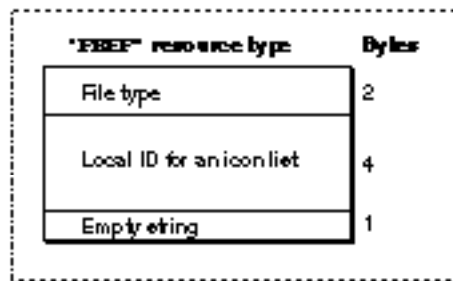 "FREF" resource type Bytes
File type 2
Local ID for an icon list 4
Empty string 1